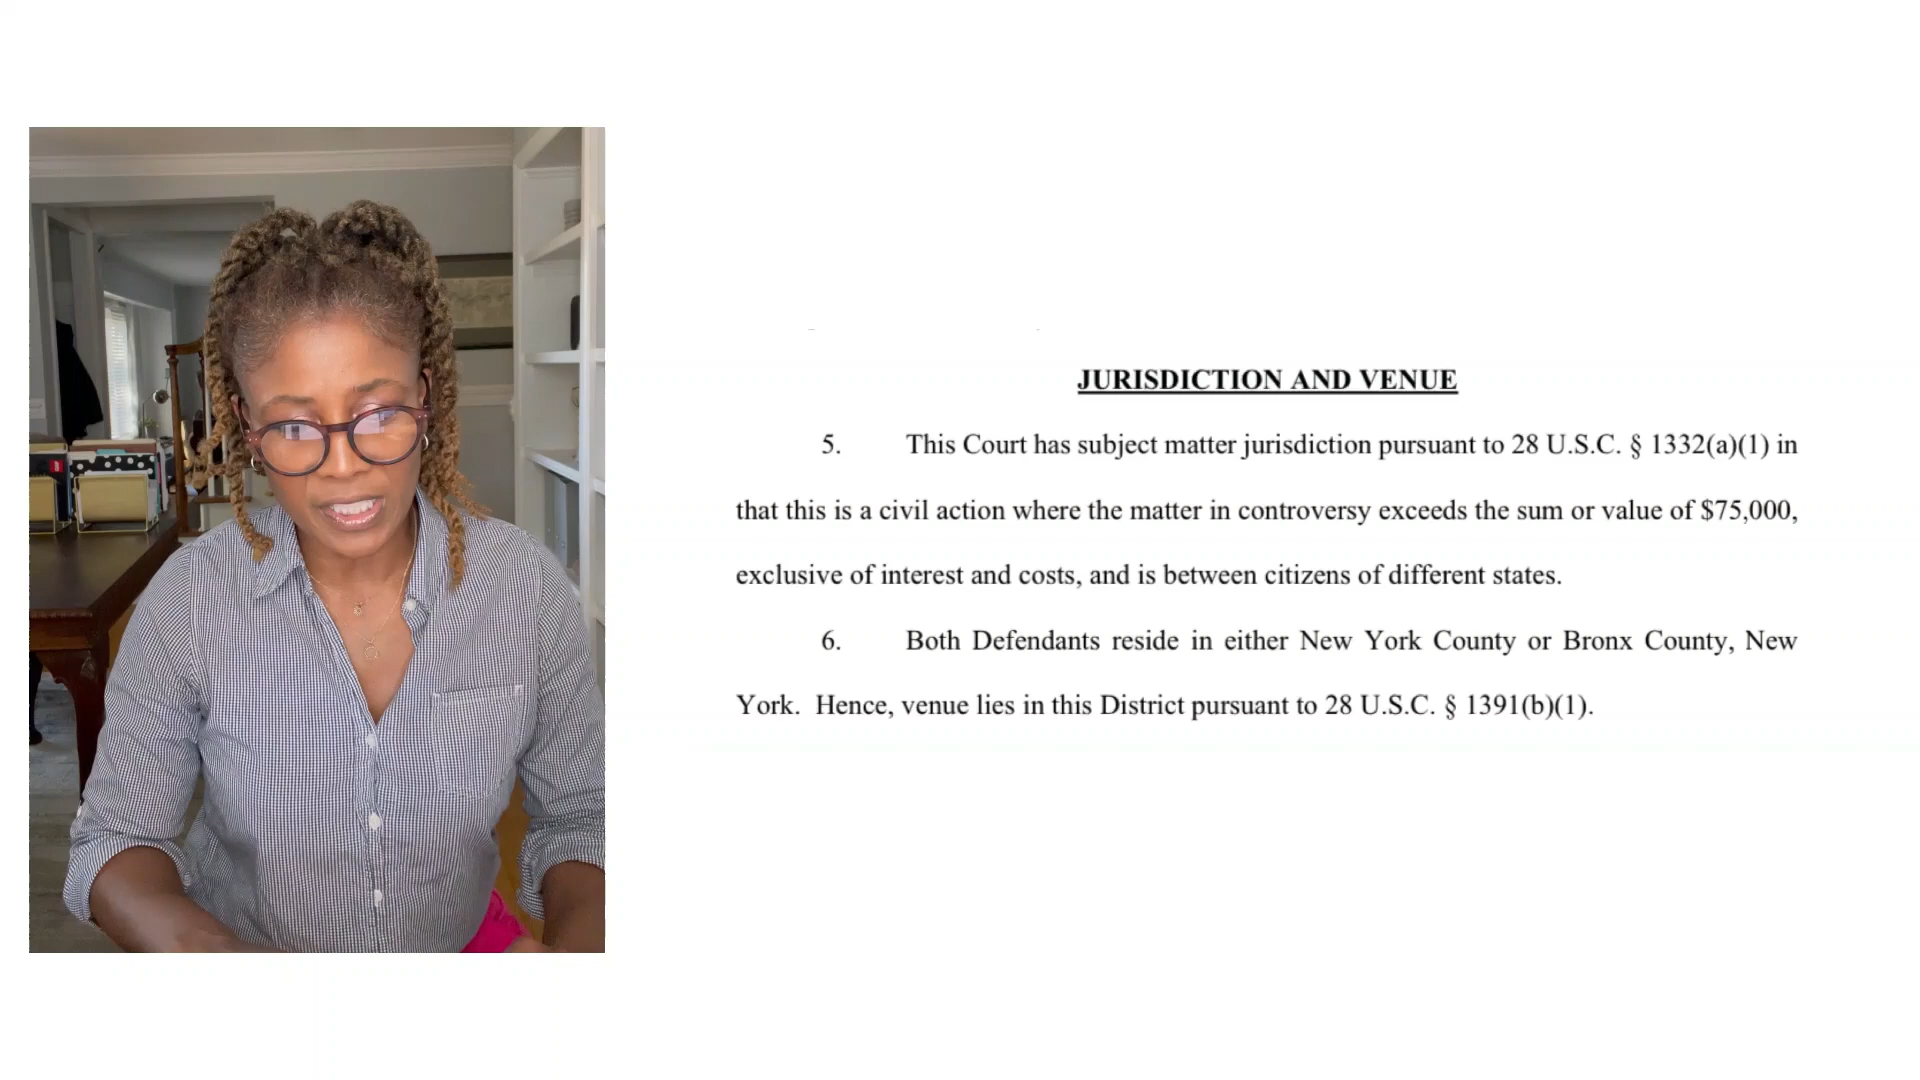 JURISDICTION AND VENUE
5. This Court has subject matter jurisdiction pursuant to 28 U.S.C. § 1332(a)(1) in
that this is a civil action where the matter in controversy exceeds the sum or value of $75,000,
exclusive of interest and costs, and is between citizens of different states.
6. Both Defendants reside in either New York County or Bronx County, New
York. Hence, venue lies in this District pursuant to 28 U.S.C. § 1391(b)(1).